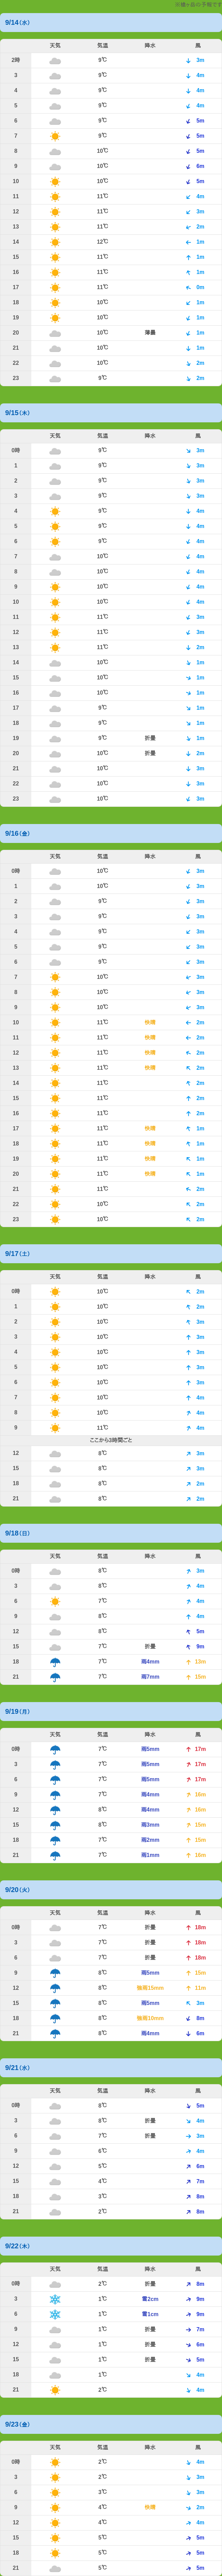 ※種ヶ島の予報です
9/14(水)
天気 気温 降水 風
2時 9℃ 3m
3 9℃ 4m
4 9℃ 4m
5 9℃ 4m
6 9℃ 5m
7 9℃ 5m
8 10℃ 5m
9 10℃ 6m
10 10℃ 5m
11 11℃ 4m
12 11℃ 3m
13 11℃ 2m
14 12℃ 1m
15 11℃ 1m
16 11℃ 1m
17 11℃ 0m
18 10℃ 1m
19 10℃ 1m
20 10℃ 薄曇 1m
21 10℃ 1m
22 10℃ 2m
23 9℃ 2m
9/15(木)
天気 気温 降水 風
0時 9℃ 3m
1 9℃ 3m
2 9℃ 3m
3 9℃ 3m
4 9℃ 4m
5 9℃ 4m
6 9℃ 4m
7 10℃ 4m
8 10℃ 4m
9 10℃ 4m
10 10℃ 4m
11 11℃ 3m
12 11℃ 3m
13 11℃ 2m
14 10℃ 1m
15 10℃ 1m
16 10℃ 1m
17 9℃ 1m
18 9℃ 1m
19 9℃ 折曇 1m
20 10℃ 折曇 2m
21 10℃ 3m
22 10℃ 3m
23 10℃ 3m
9/16(金)
天気 気温 降水 風
0時 10℃ 3m
1 10℃ 3m
2 9℃ 3m
3 9℃ 3m
4 9℃ 3m
5 9℃ 3m
6 9℃ 3m
7 10℃ 3m
8 10℃ 3m
9 10℃ 3m
10 11℃ 快晴 2m
11 11℃ 快晴 2m
12 11℃ 快晴 2m
13 11℃ 快晴 2m
14 11℃ 2m
15 11℃ 2m
16 11℃ 2m
17 11℃ 快晴 1m
18 11℃ 快晴 1m
19 11℃ 快晴 1m
20 11℃ 快晴 1m
21 11℃ 2m
22 10℃ 2m
23 10℃ 2m
9/17(土)
天気 気温 降水 風
0時 10℃ 2m
1 10℃ 2m
2 10℃ 3m
3 10℃ 3m
4 10℃ 3m
5 10℃ 3m
6 10℃ 3m
7 10℃ 4m
8 10℃ 4m
9 11℃ 4m
ここから3時間ごと
12 8℃ 3m
15 8℃ 3m
18 8℃ 2m
21 8℃ 2m
9/18(日)
天気 気温 降水 風
0時 8℃ 3m
3 8℃ 4m
6 7℃ 4m
9 8℃ 4m
12 8℃ 5m
15 7℃ 折曇 9m
18 7℃ 雨4mm 13m
21 7℃ 雨7mm 15m
9/19(月)
天気 気温 降水 風
0時 7℃ 雨5mm 17m
3 7℃ 雨5mm 17m
6 7℃ 雨5mm 17m
9 7℃ 雨4mm 16m
12 8℃ 雨4mm 16m
15 8℃ 雨3mm 15m
18 7℃ 雨2mm 15m
21 7℃ 雨1mm 16m
9/20(火)
天気 気温 降水 風
0時 7℃ 折曇 18m
3 7℃ 折曇 18m
6 7℃ 折曇 18m
9 8℃ 雨5mm 15m
12 8℃ 強雨15mm 11m
15 8℃ 雨5mm 3m
18 8℃ 強雨10mm 8m
21 8℃ 雨4mm 6m
9/21(水)
天気 気温 降水 風
0時 8℃ 5m
3 8℃ 折曇 4m
6 7℃ 折曇 3m
9 6℃ 4m
12 5℃ 6m
15 4℃ 7m
18 3℃ 8m
21 2℃ 8m
9/22(木)
天気 気温 降水 風
0時 2℃ 折曇 8m
3 1℃ 雪2cm 9m
6 1℃ 雪1cm 9m
9 1℃ 折曇 7m
12 1℃ 折曇 6m
15 1℃ 折曇 5m
18 1℃ 4m
21 2℃ 4m
9/23(金)
天気 気温 降水 風
0時 2℃ 4m
3 2℃ 3m
6 3℃ 3m
9 4℃ 快晴 2m
12 4℃ 4m
15 5℃ 5m
18 5℃ 5m
21 5℃ 5m